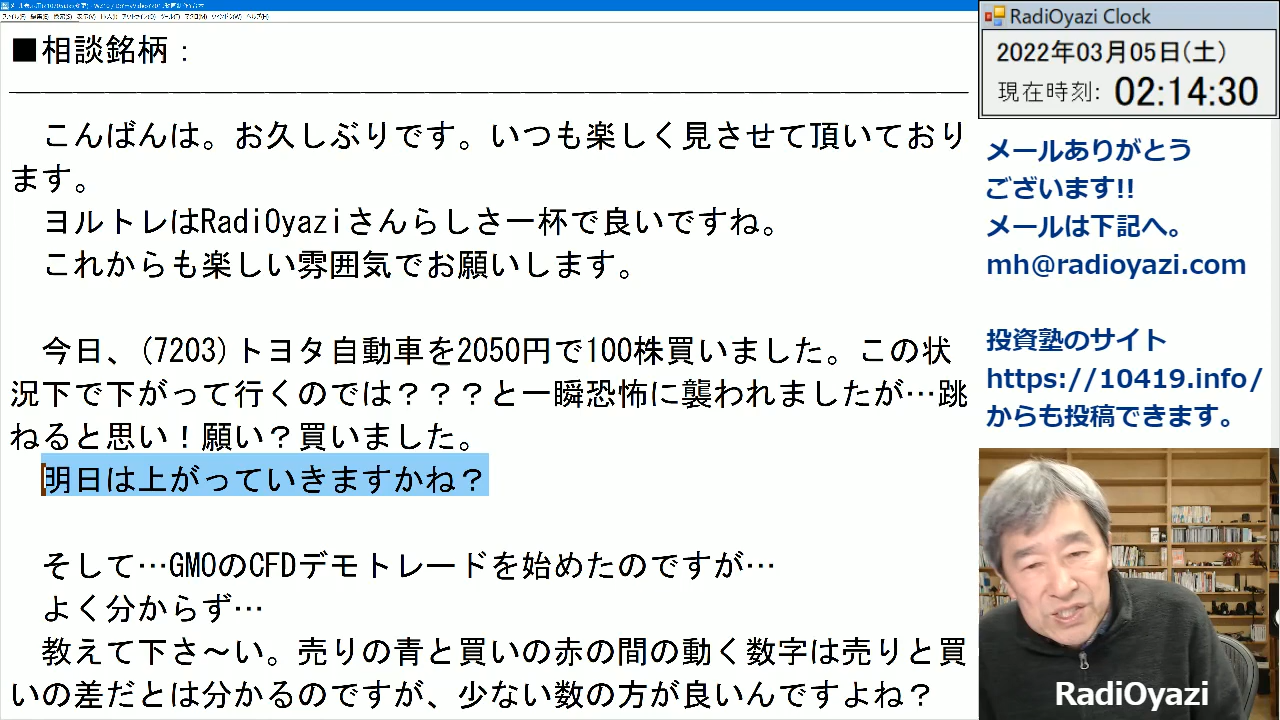 ■相談銘柄：
こんばんは。お久しぶりです。いつも楽しく見させて頂いており
ます。
ヨルトレはRadiOyaziさんらしさ一杯で良いですね。
これからも楽しい雰囲気でお願いします。
今日、(7203)トヨタ自動車を2050円で100株買いました。この状
況下で下がって行くのでは？？？と一瞬恐怖に襲われましたが…跳
ねると思い！願い？買いました。
明日は上がっていきますかね？
そして…GMOのCFDデモトレードを始めたのですが…
よく分からず…
教えて下さ～い。売りの青と買いの赤の間の動く数字は売りと買
いの差だとは分かるのですが、少ない数の方が良いんですよね？
RadiOyazi Clock
2022年03月05日(土)
現在時刻: 02:14:30
メールありがとう
ございます!!
メールは下記へ。
mh@radioyazi.com
投資塾のサイト
https://10419.info/
からも投稿できます。
RadiOyazi